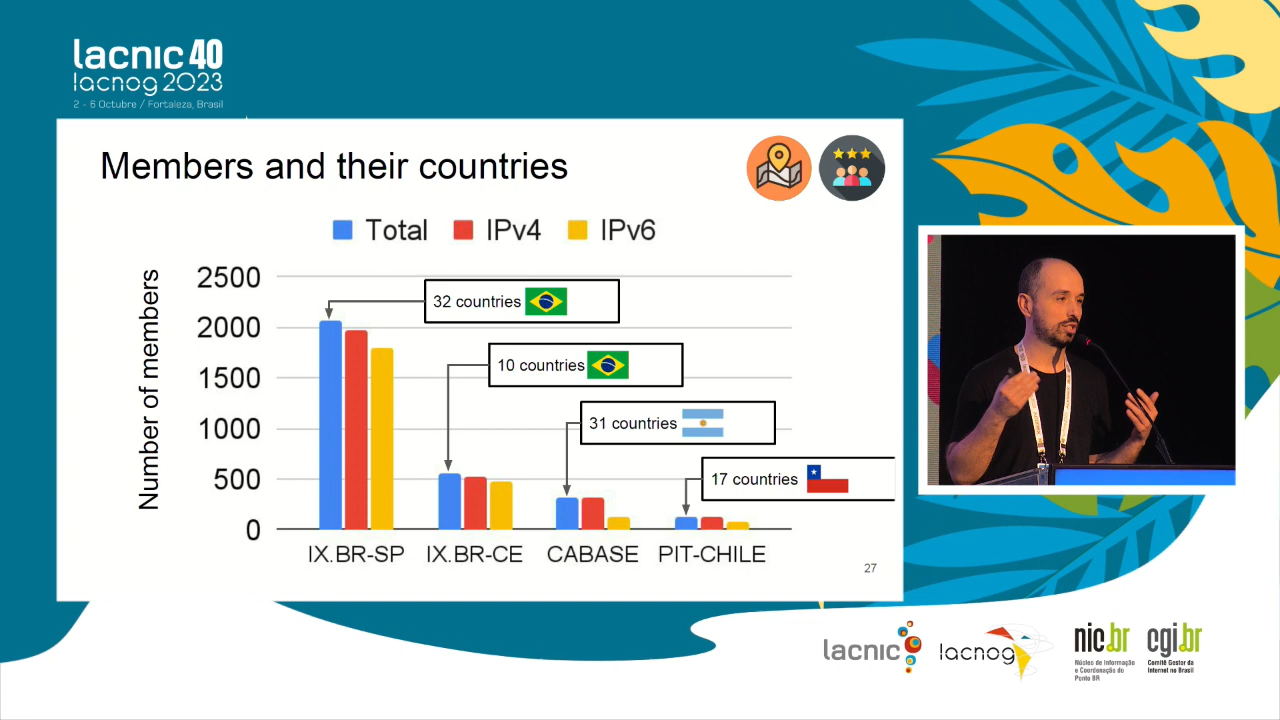 lacnic 40
lacnog 2023
2 - 6 Octubre / Fortaleza, Brasil
Members and their countries
Total IPv4 IPv6
Number of members
2500
2000
1500
1000
500
0
32 countries
10 countries
31 countries
17 countries
IX.BR-SP IX.BR-CE CABASE PIT-CHILE
27
lacnic
lacnog
nic.br
Núcleo de Informação
e Coordenação do
Ponto BR
cgi.br
Comitê Gestor da
Internet no Brasil